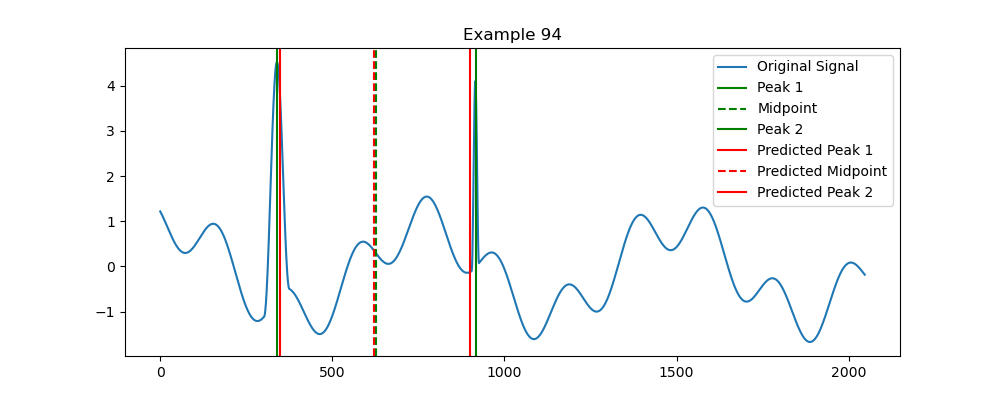 Example 94
Original Signal
Peak 1
Midpoint
Peak 2
Predicted Peak 1
Predicted Midpoint
Predicted Peak 2
4
3
2
1
0
−1
0 500 1000 1500 2000